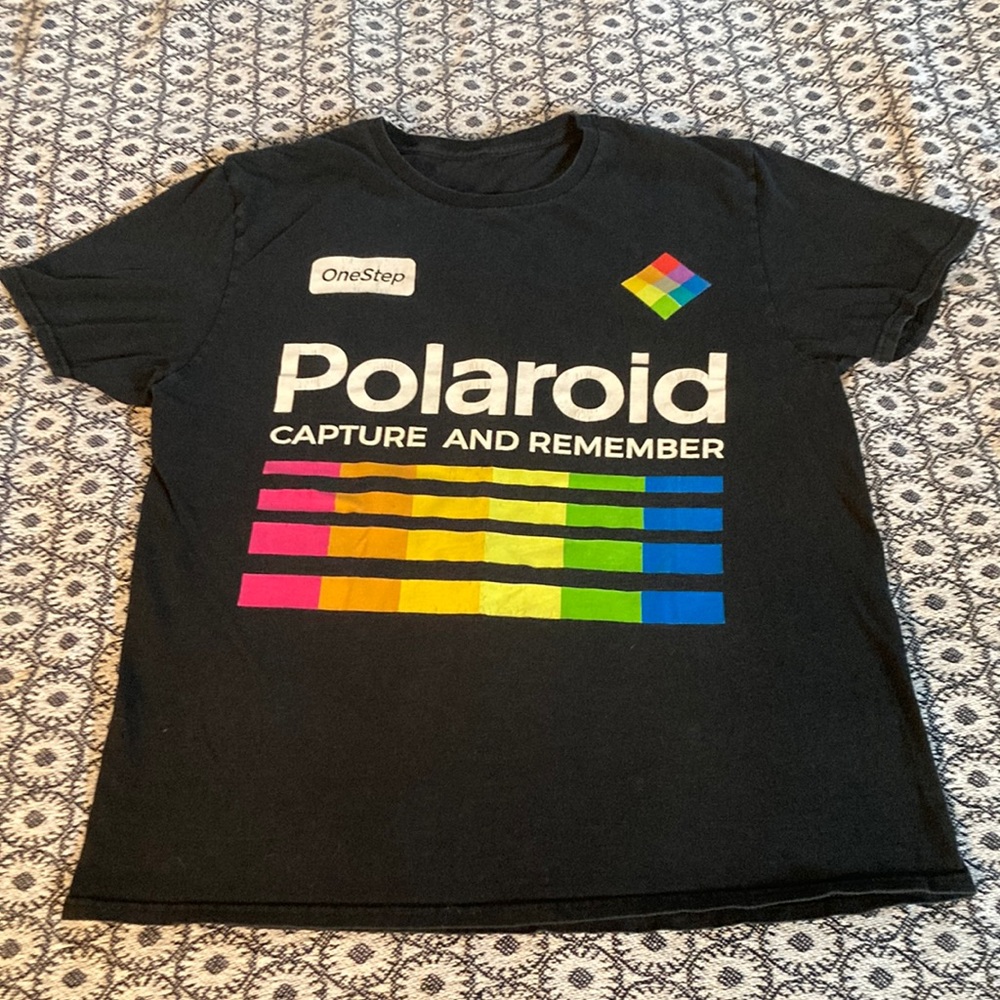 OneStep
Polaroid
CAPTURE AND REMEMBER